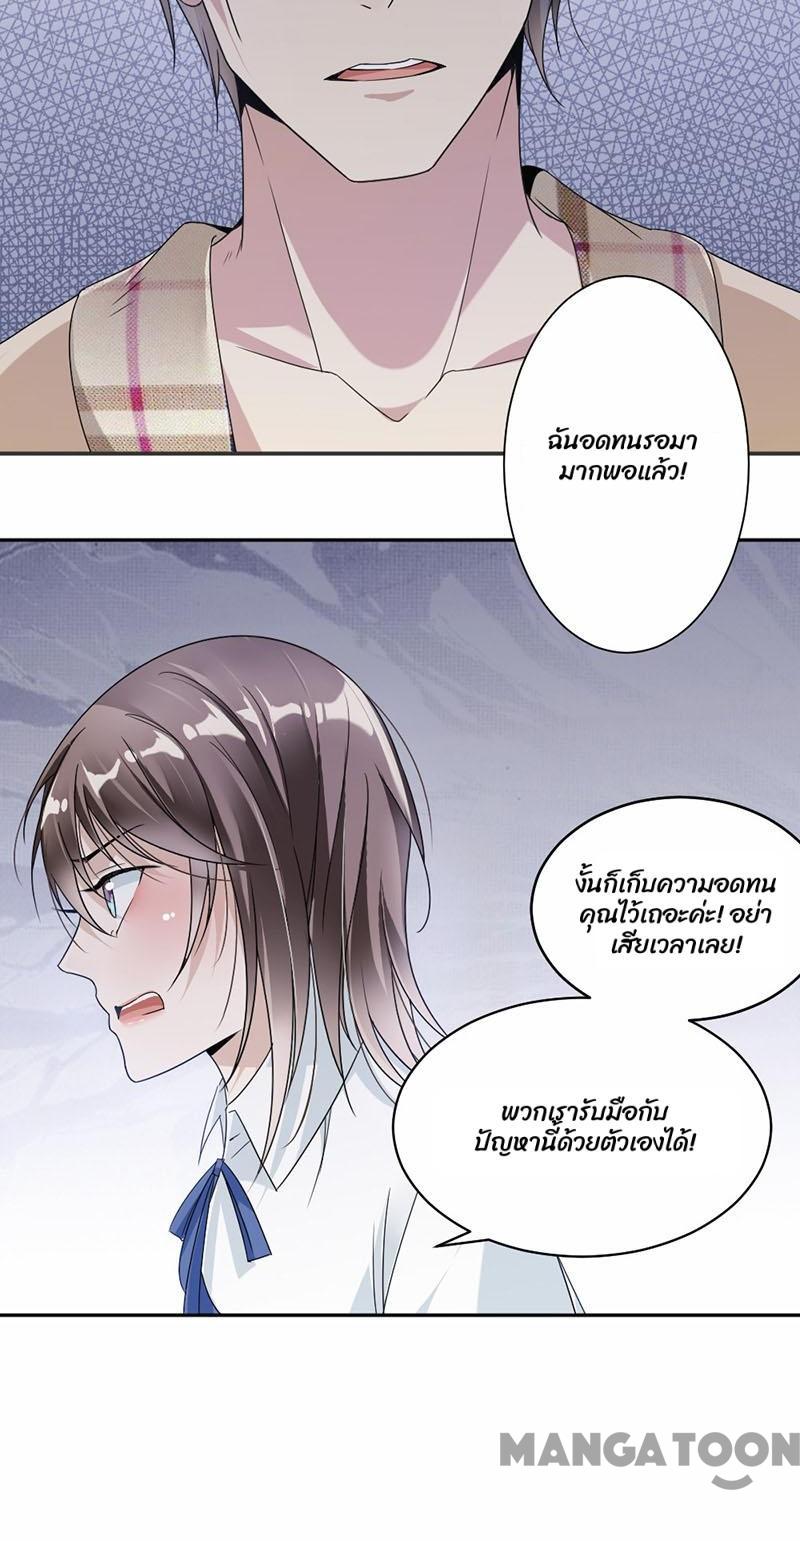 ฉันอดทนรอมา
มากพอแล้ว!
งั้นก็เก็บความอดทน
คุณไว้เถอะค่ะ! อย่า
เสียเวลาเลย!
พวกเรารับมือกับ
ปัญหานี้ด้วยตัวเองได้!
MANGATOON